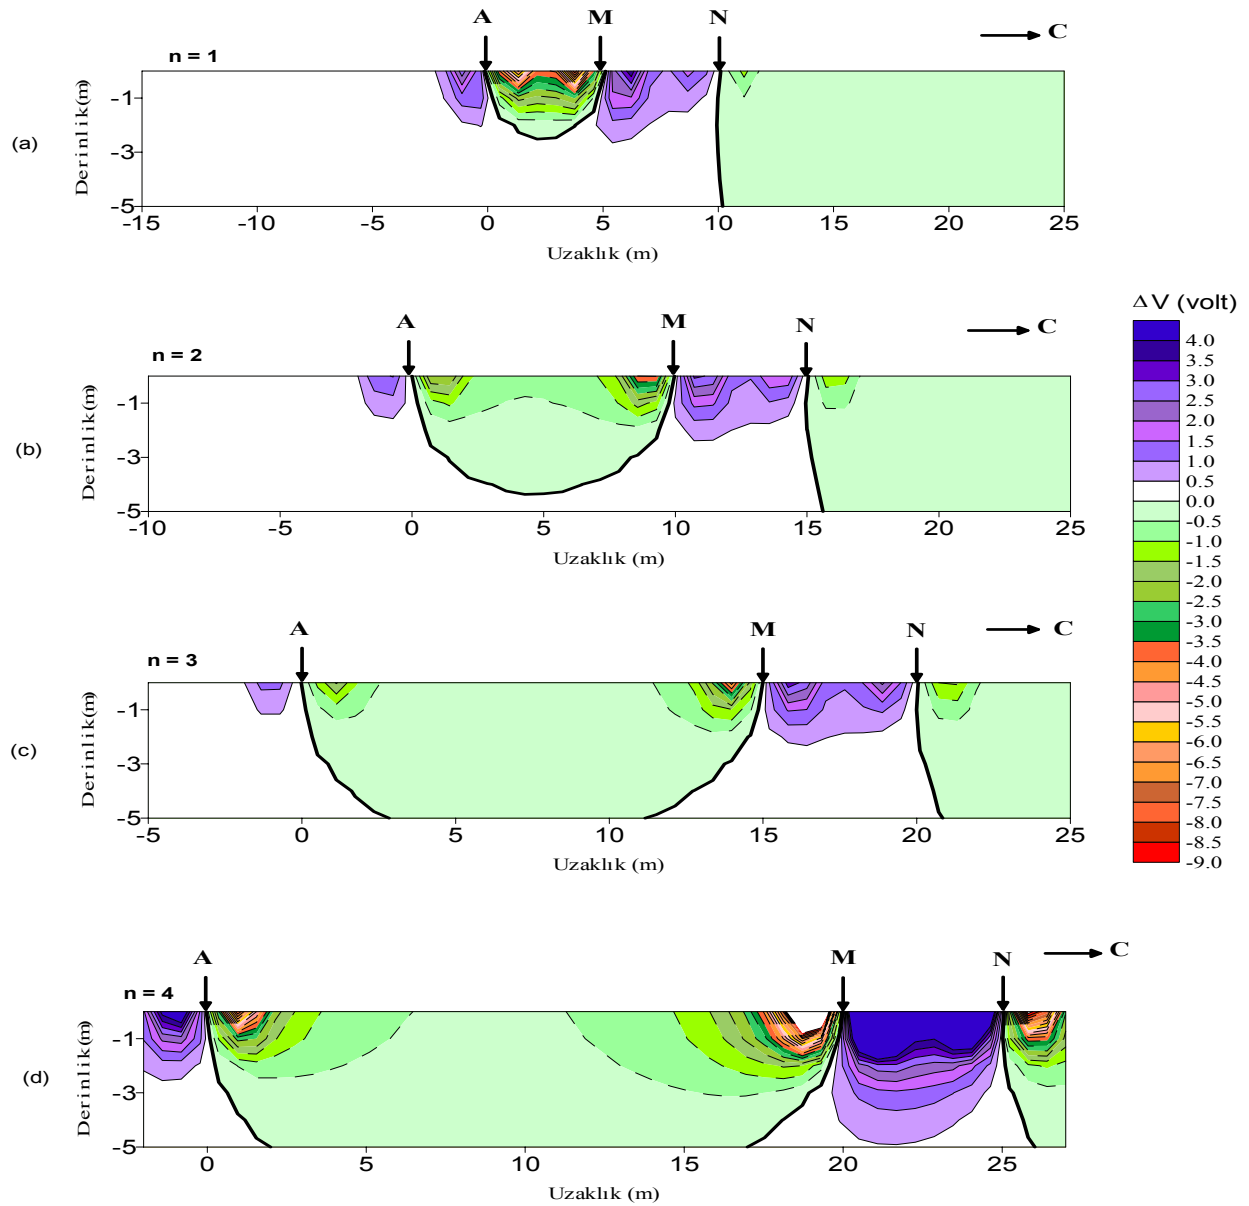 A M N C
n = 1
-1
-3
-5
Derinlik(m)
(a)
-15 -10 -5 0 5 10 15 20 25
Uzaklık (m)
A M N C
n = 2
-1
-3
-5
Derinlik(m)
(b)
-10 -5 0 5 10 15 20 25
Uzaklık (m)
ΔV (volt)
4.0
3.5
3.0
2.5
2.0
1.5
1.0
0.5
0.0
-0.5
-1.0
-1.5
-2.0
-2.5
-3.0
-3.5
-4.0
-4.5
-5.0
-5.5
-6.0
-6.5
-7.0
-7.5
-8.0
-8.5
-9.0
A M N C
n = 3
-1
-3
-5
Derinlik(m)
(c)
-5 0 5 10 15 20 25
Uzaklık (m)
A M N C
n = 4
-1
-3
-5
Derinlik(m)
(d)
0 5 10 15 20 25
Uzaklık (m)